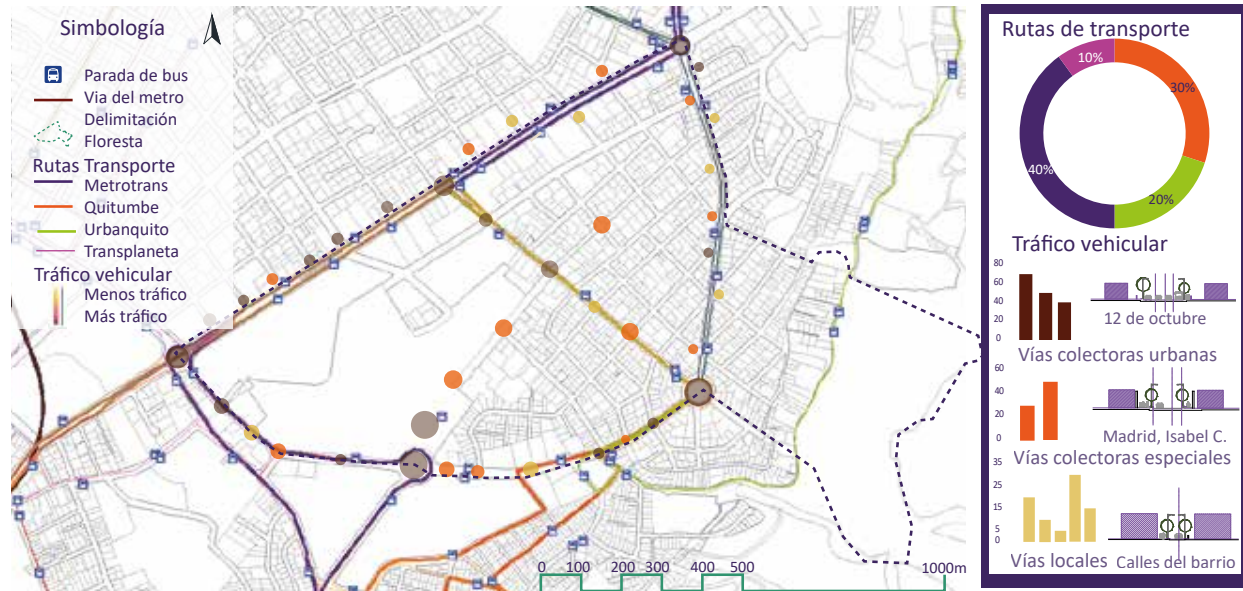 Simbología
Parada de bus
Via del metro
Delimitación
Floresta
Rutas Transporte
Metrotrans
Quitumbe
Urbanquito
Transplaneta
Tráfico vehicular
Menos tráfico
Más tráfico
0 100 200 300 400 500 1000m
Rutas de transporte
10%
30%
40%
20%
Tráfico vehicular
80
60
40
20
0
12 de octubre
Vías colectoras urbanas
60
40
20
0
Madrid, Isabel C.
Vías colectoras especiales
35
25
15
5
0
Vías locales
Calles del barrio